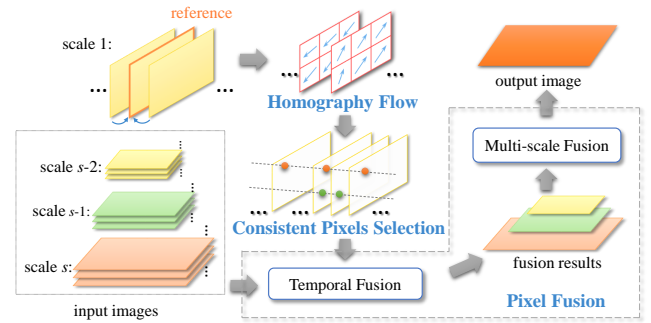 reference
scale 1:
...
...
...
...
Homography Flow
output image
Multi-scale Fusion
scale s-2:
...
scale s-1:
...
...
...
...
Consistent Pixels Selection
scale s:
...
Temporal Fusion
fusion results
input images
Pixel Fusion